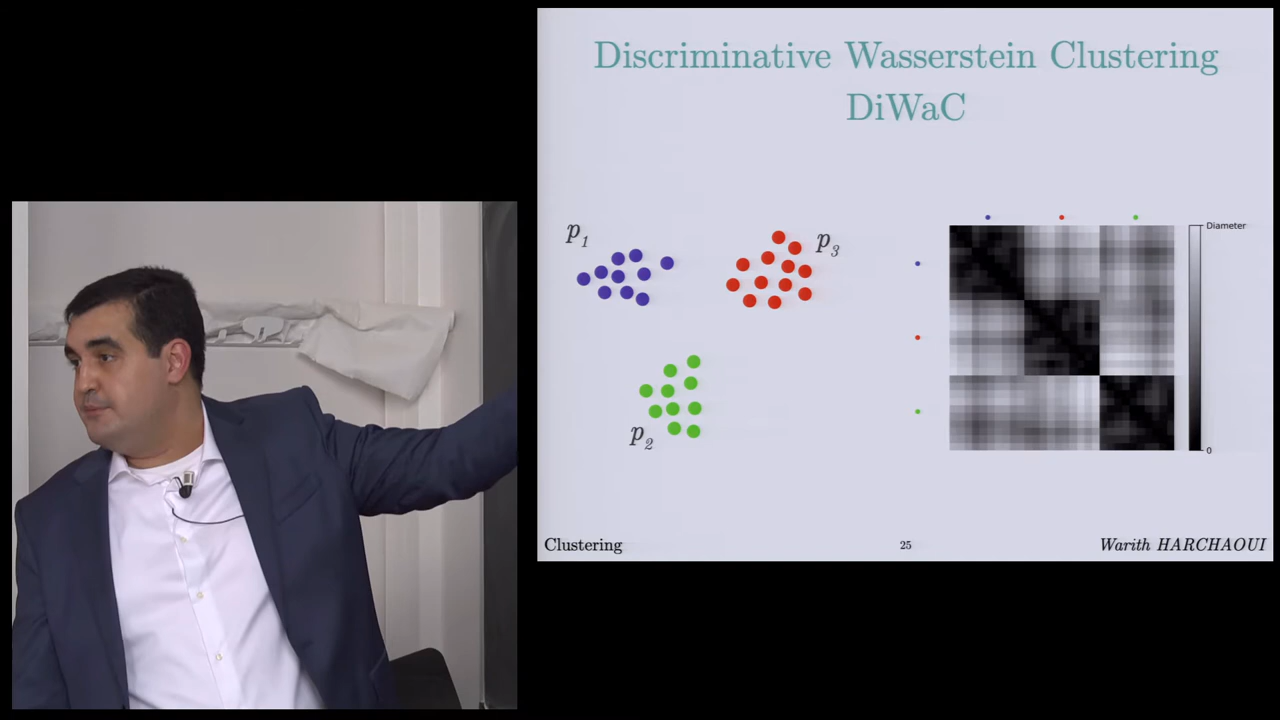 Discriminative Wasserstein Clustering
DiWaC
p1
p3
p2
Diameter
0
Clustering
25
Warith HARCHAOUI